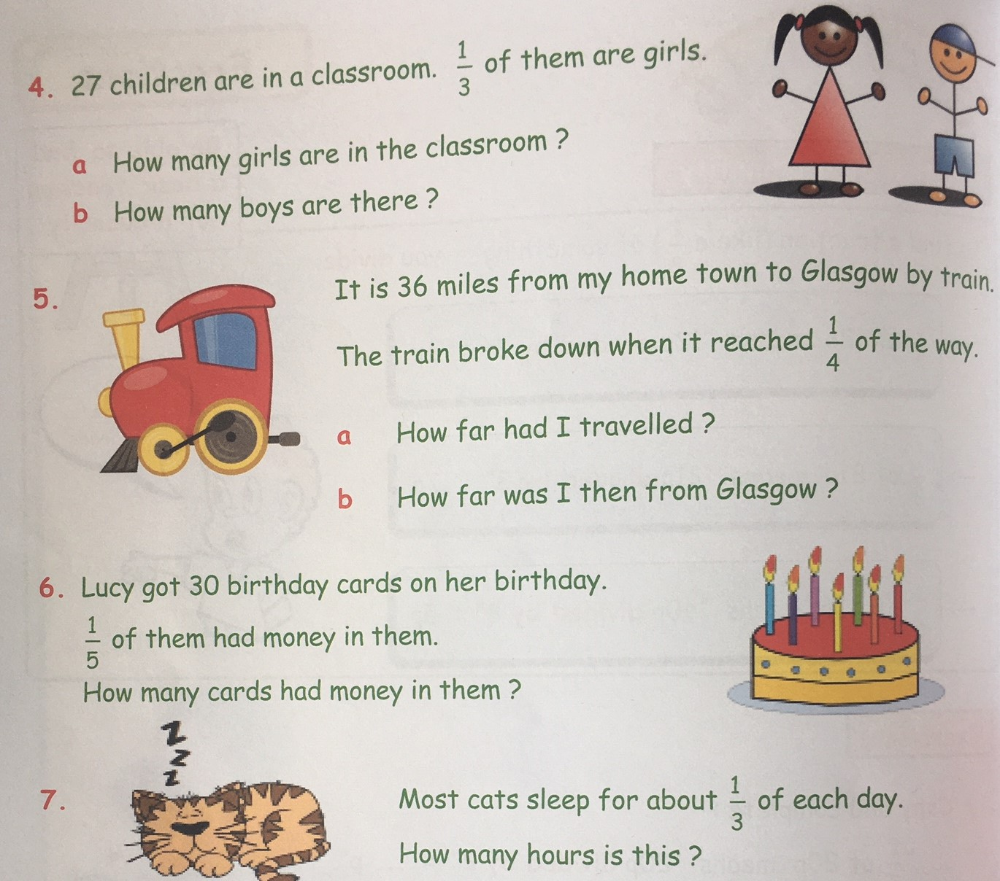 4. 27 children are in a classroom. 1/3 of them are girls.
a How many girls are in the classroom ?
b How many boys are there ?
5. It is 36 miles from my home town to Glasgow by train.
The train broke down when it reached 1/4 of the way.
a How far had I travelled ?
b How far was I then from Glasgow ?
6. Lucy got 30 birthday cards on her birthday.
1/5 of them had money in them.
How many cards had money in them ?
Z
Z
Z
7. Most cats sleep for about 1/3 of each day.
How many hours is this ?